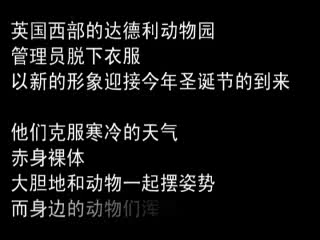 英国西部的达德利动物园
管理员脱下衣服
以新的形象迎接今年圣诞节的到来
他们克服寒冷的天气
赤身裸体
大胆地和动物一起摆姿势
而身边的动物们浑